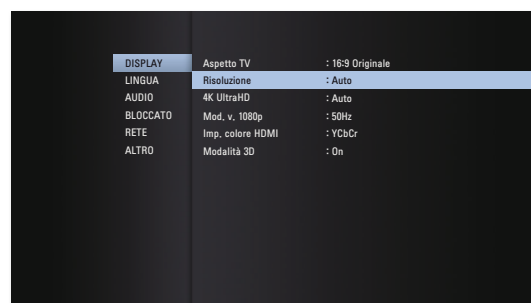 DISPLAY Aspetto TV : 16:9 Originale
LINGUA Risoluzione : Auto
AUDIO 4K UltraHD : Auto
BLOCCATO Mod. v. 1080p : 50Hz
RETE Imp. colore HDMI : YCbCr
ALTRO Modalità 3D : On